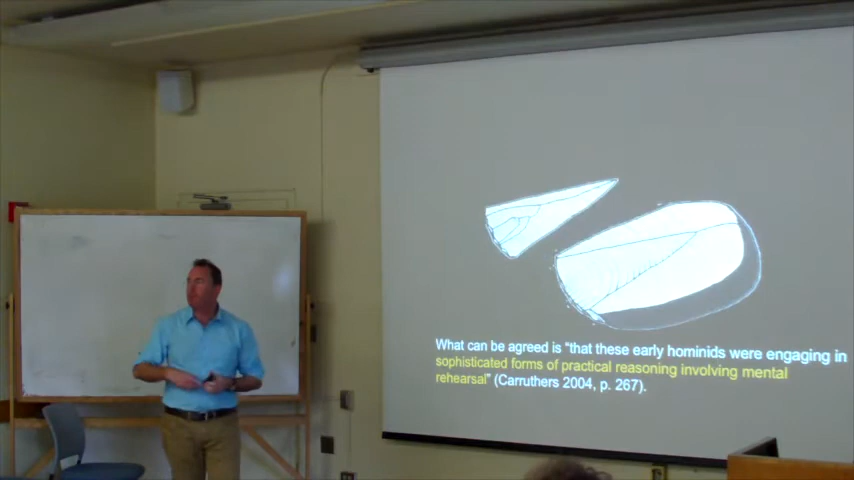 What can be agreed is “that these early hominids were engaging in
sophisticated forms of practical reasoning involving mental
rehearsal” (Carruthers 2004, p. 267).